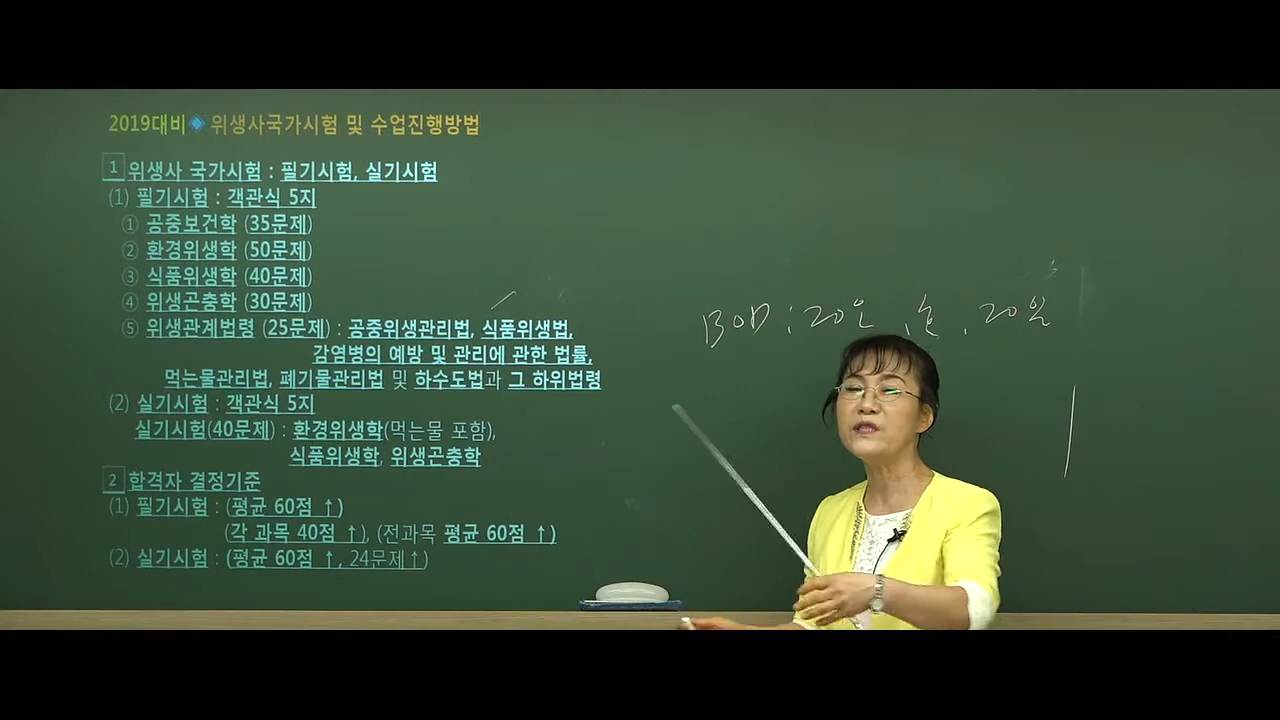 2019대비◆ 위생사국가시험 및 수업진행방법
1 위생사 국가시험 : 필기시험, 실기시험
(1) 필기시험 : 객관식 5지
① 공중보건학 (35문제)
② 환경위생학 (50문제)
③ 식품위생학 (40문제)
④ 위생곤충학 (30문제)
⑤ 위생관계법령 (25문제) : 공중위생관리법, 식품위생법,
감염병의 예방 및 관리에 관한 법률,
먹는물관리법, 폐기물관리법 및 하수도법과 그 하위법령
(2) 실기시험 : 객관식 5지
실기시험(40문제) : 환경위생학(먹는물 포함),
식품위생학, 위생곤충학
2 합격자 결정기준
(1) 필기시험 : (평균 60점 ↑)
(각 과목 40점 ↑), (전과목 평균 60점 ↑)
(2) 실기시험 : (평균 60점 ↑, 24문제↑)
BOD : 20은 , , 20일